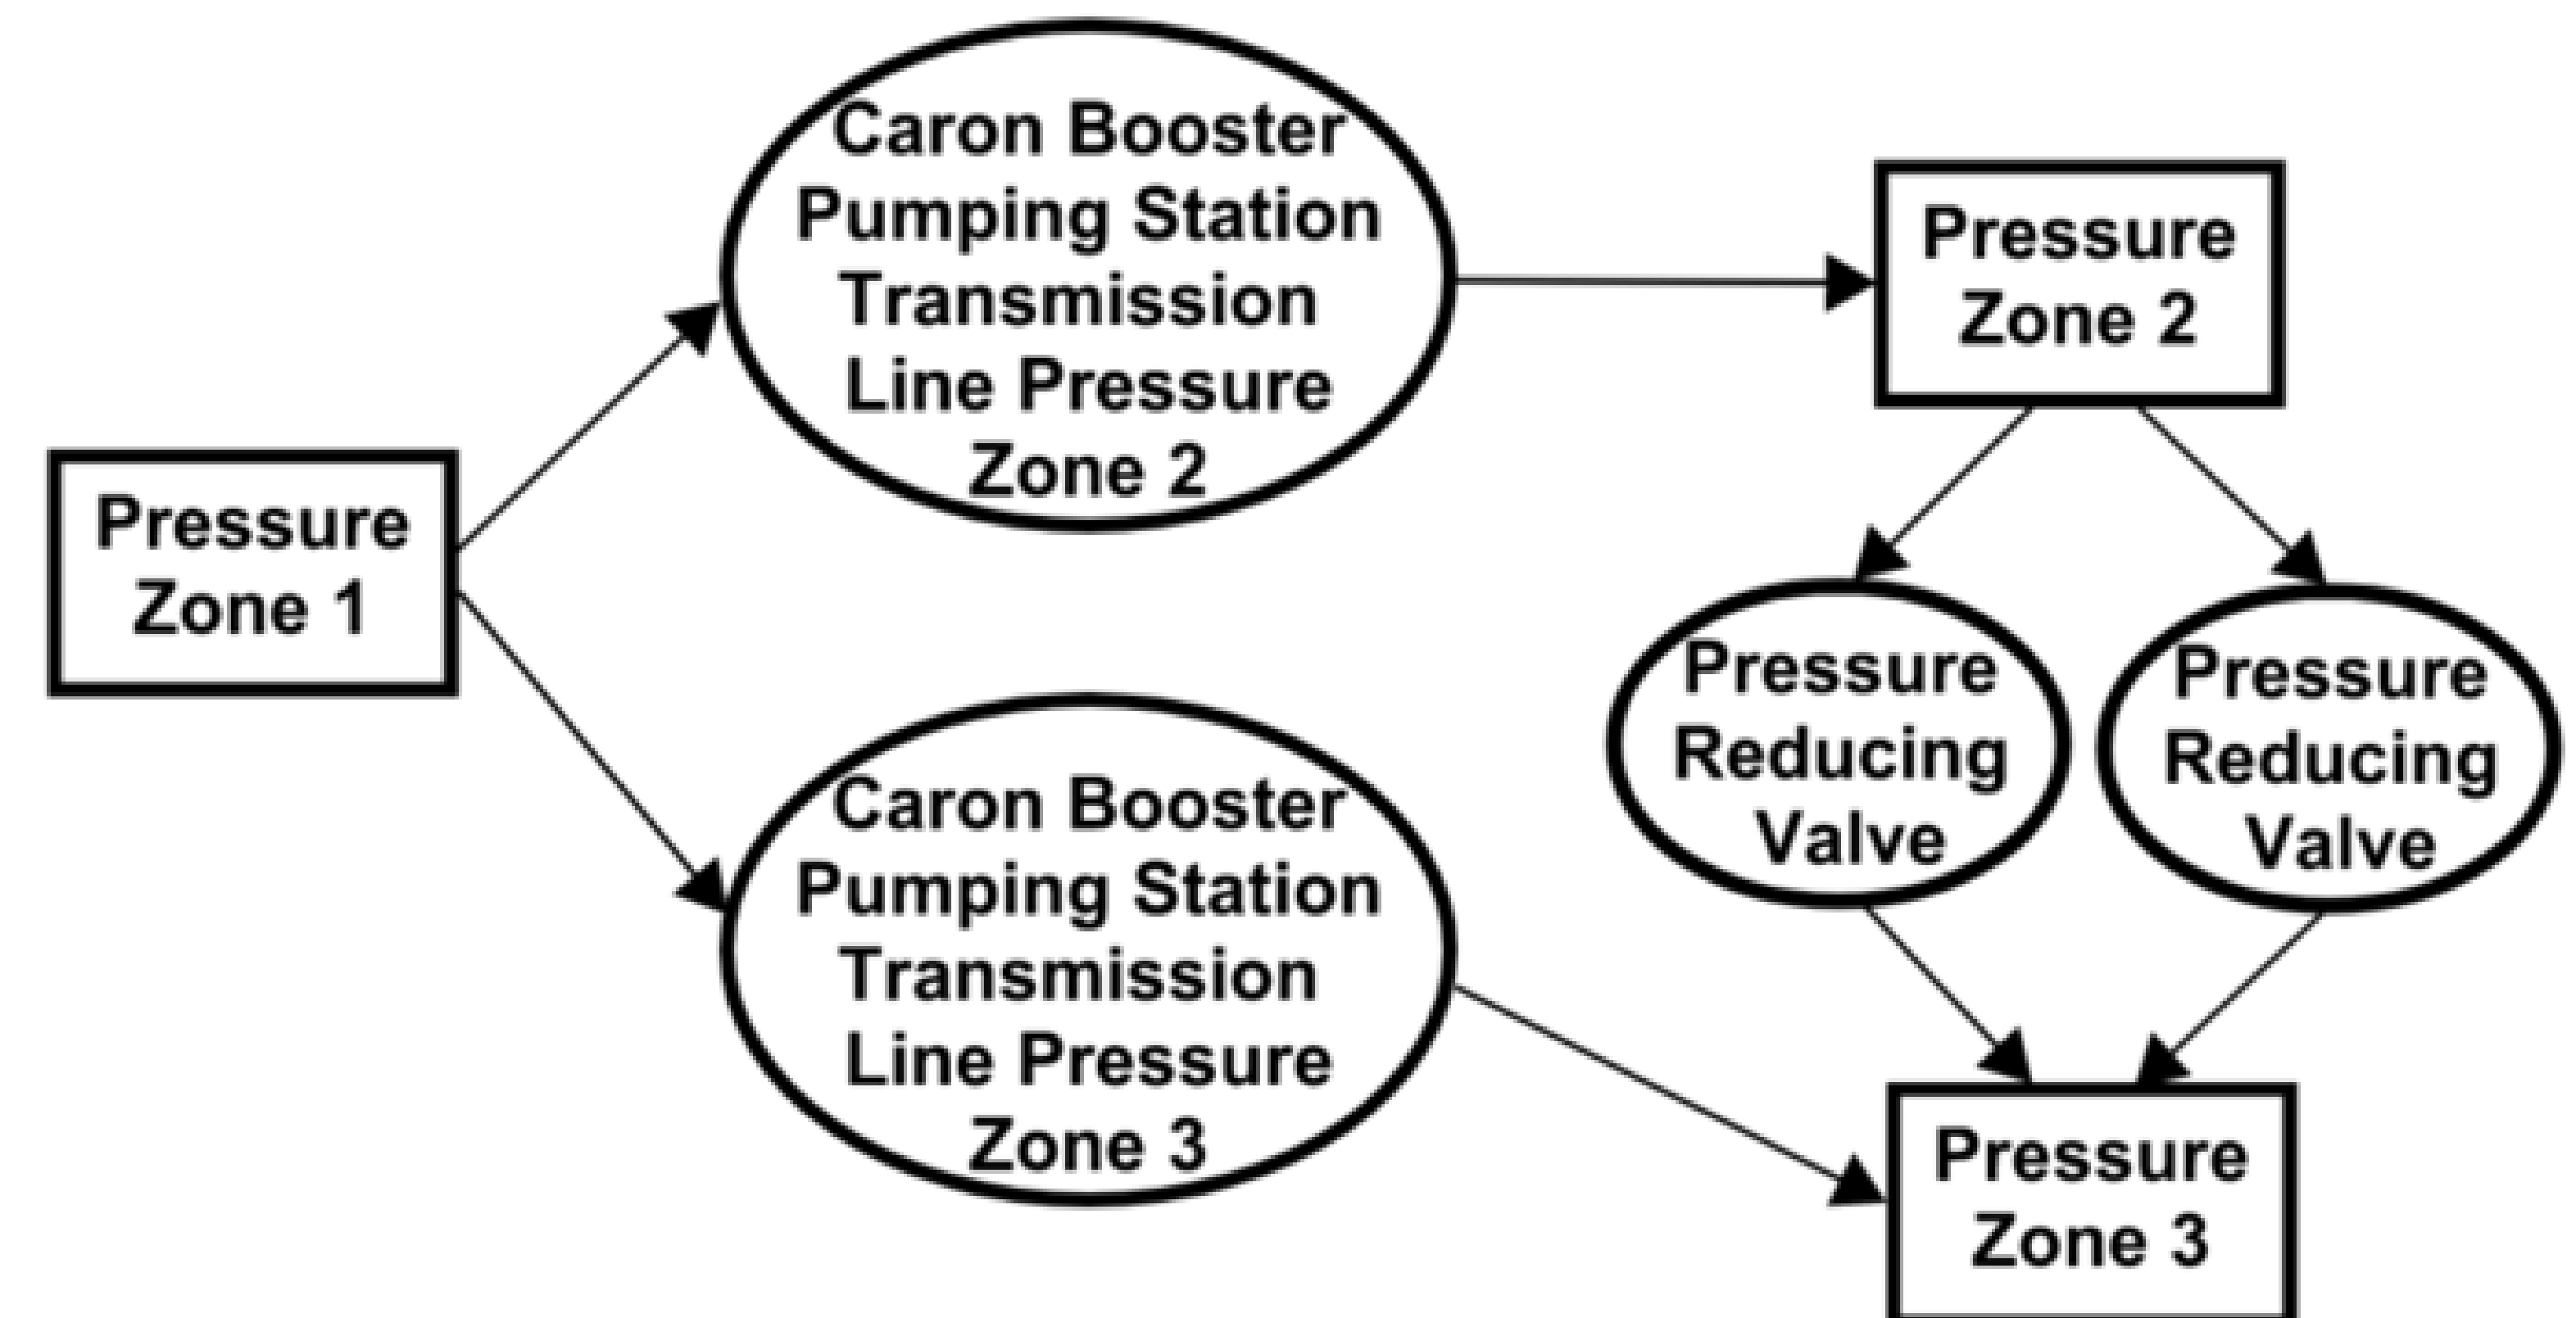 Caron Booster
Pumping Station
Transmission
Line Pressure
Zone 2
Pressure
Zone 2
Pressure
Zone 1
Pressure
Reducing
Valve
Pressure
Reducing
Valve
Caron Booster
Pumping Station
Transmission
Line Pressure
Zone 3
Pressure
Zone 3